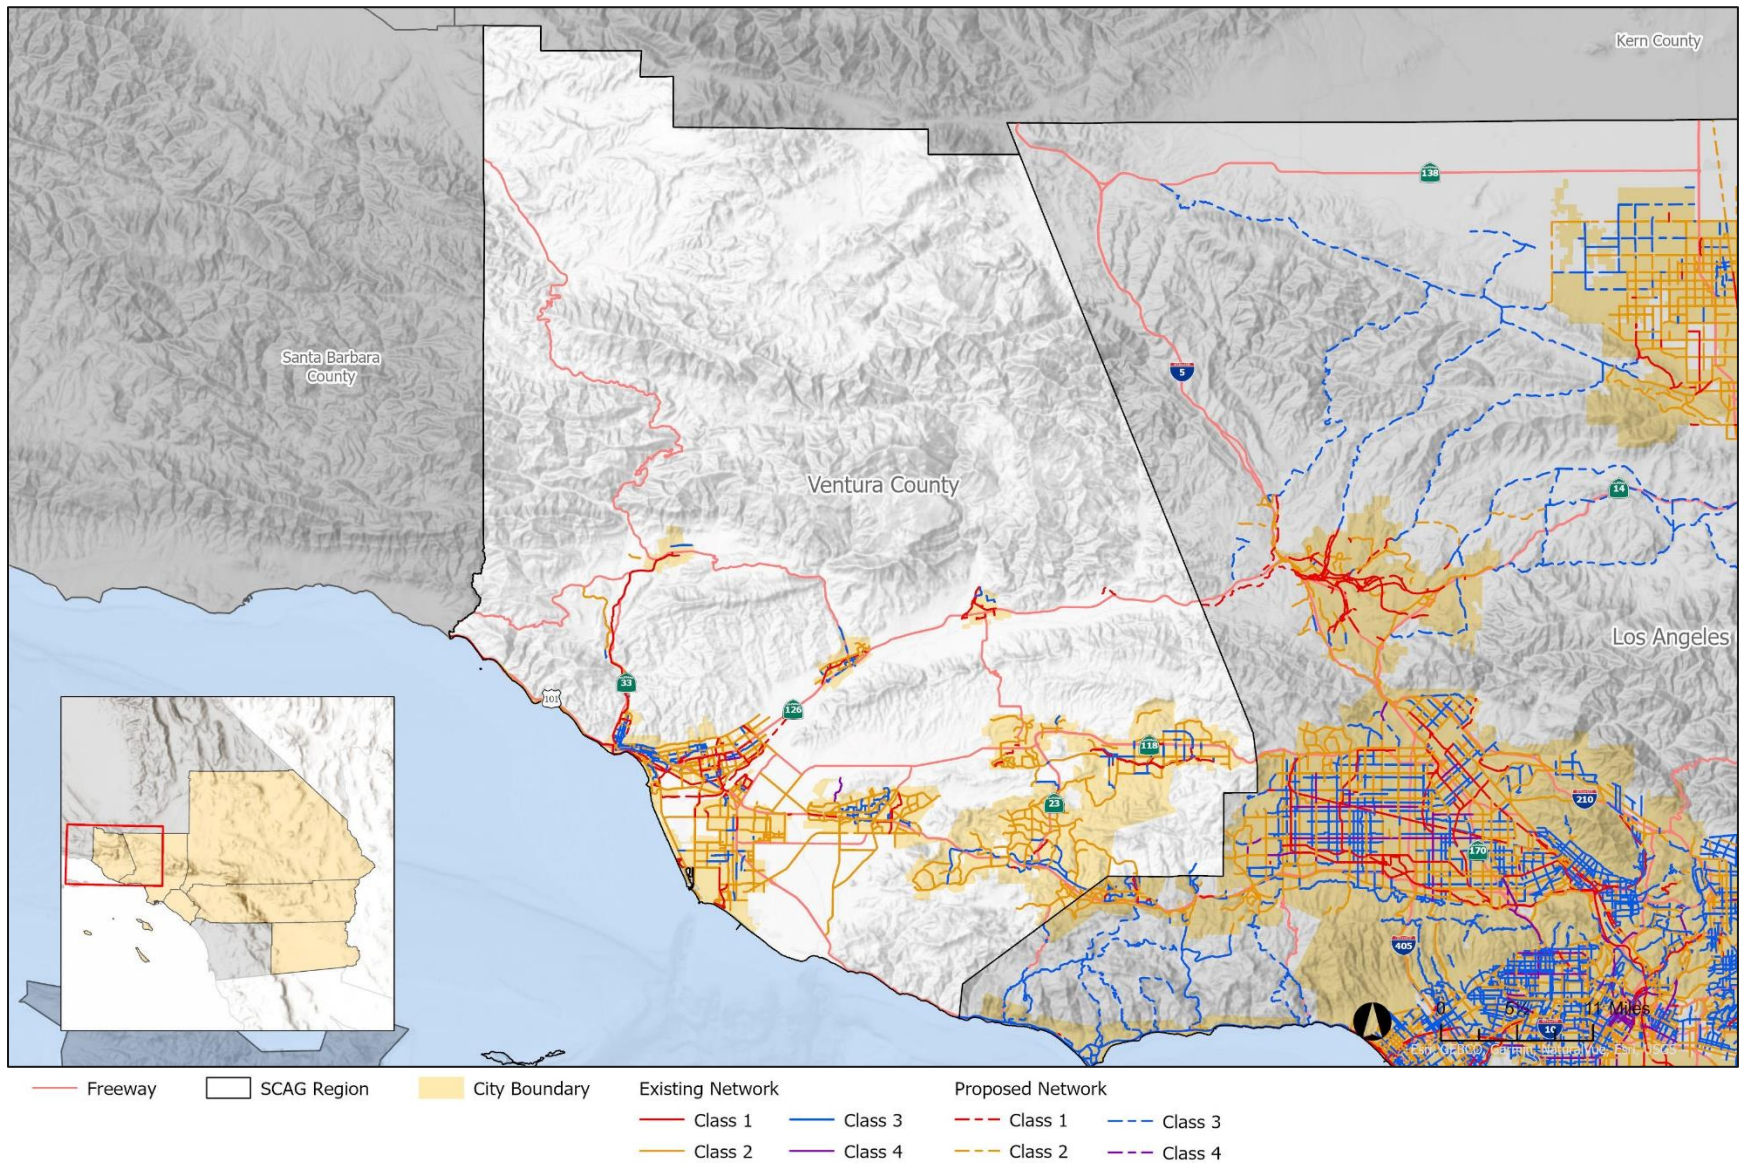 Kern County
138
Santa Barbara
County
5
Ventura County
14
Los Angeles
33
101
126
118
23
210
170
405
0
11 Miles
10
Freeway
SCAG Region
City Boundary
Existing Network
Class 1
Class 3
Class 2
Class 4
Proposed Network
Class 1
Class 3
Class 2
Class 4